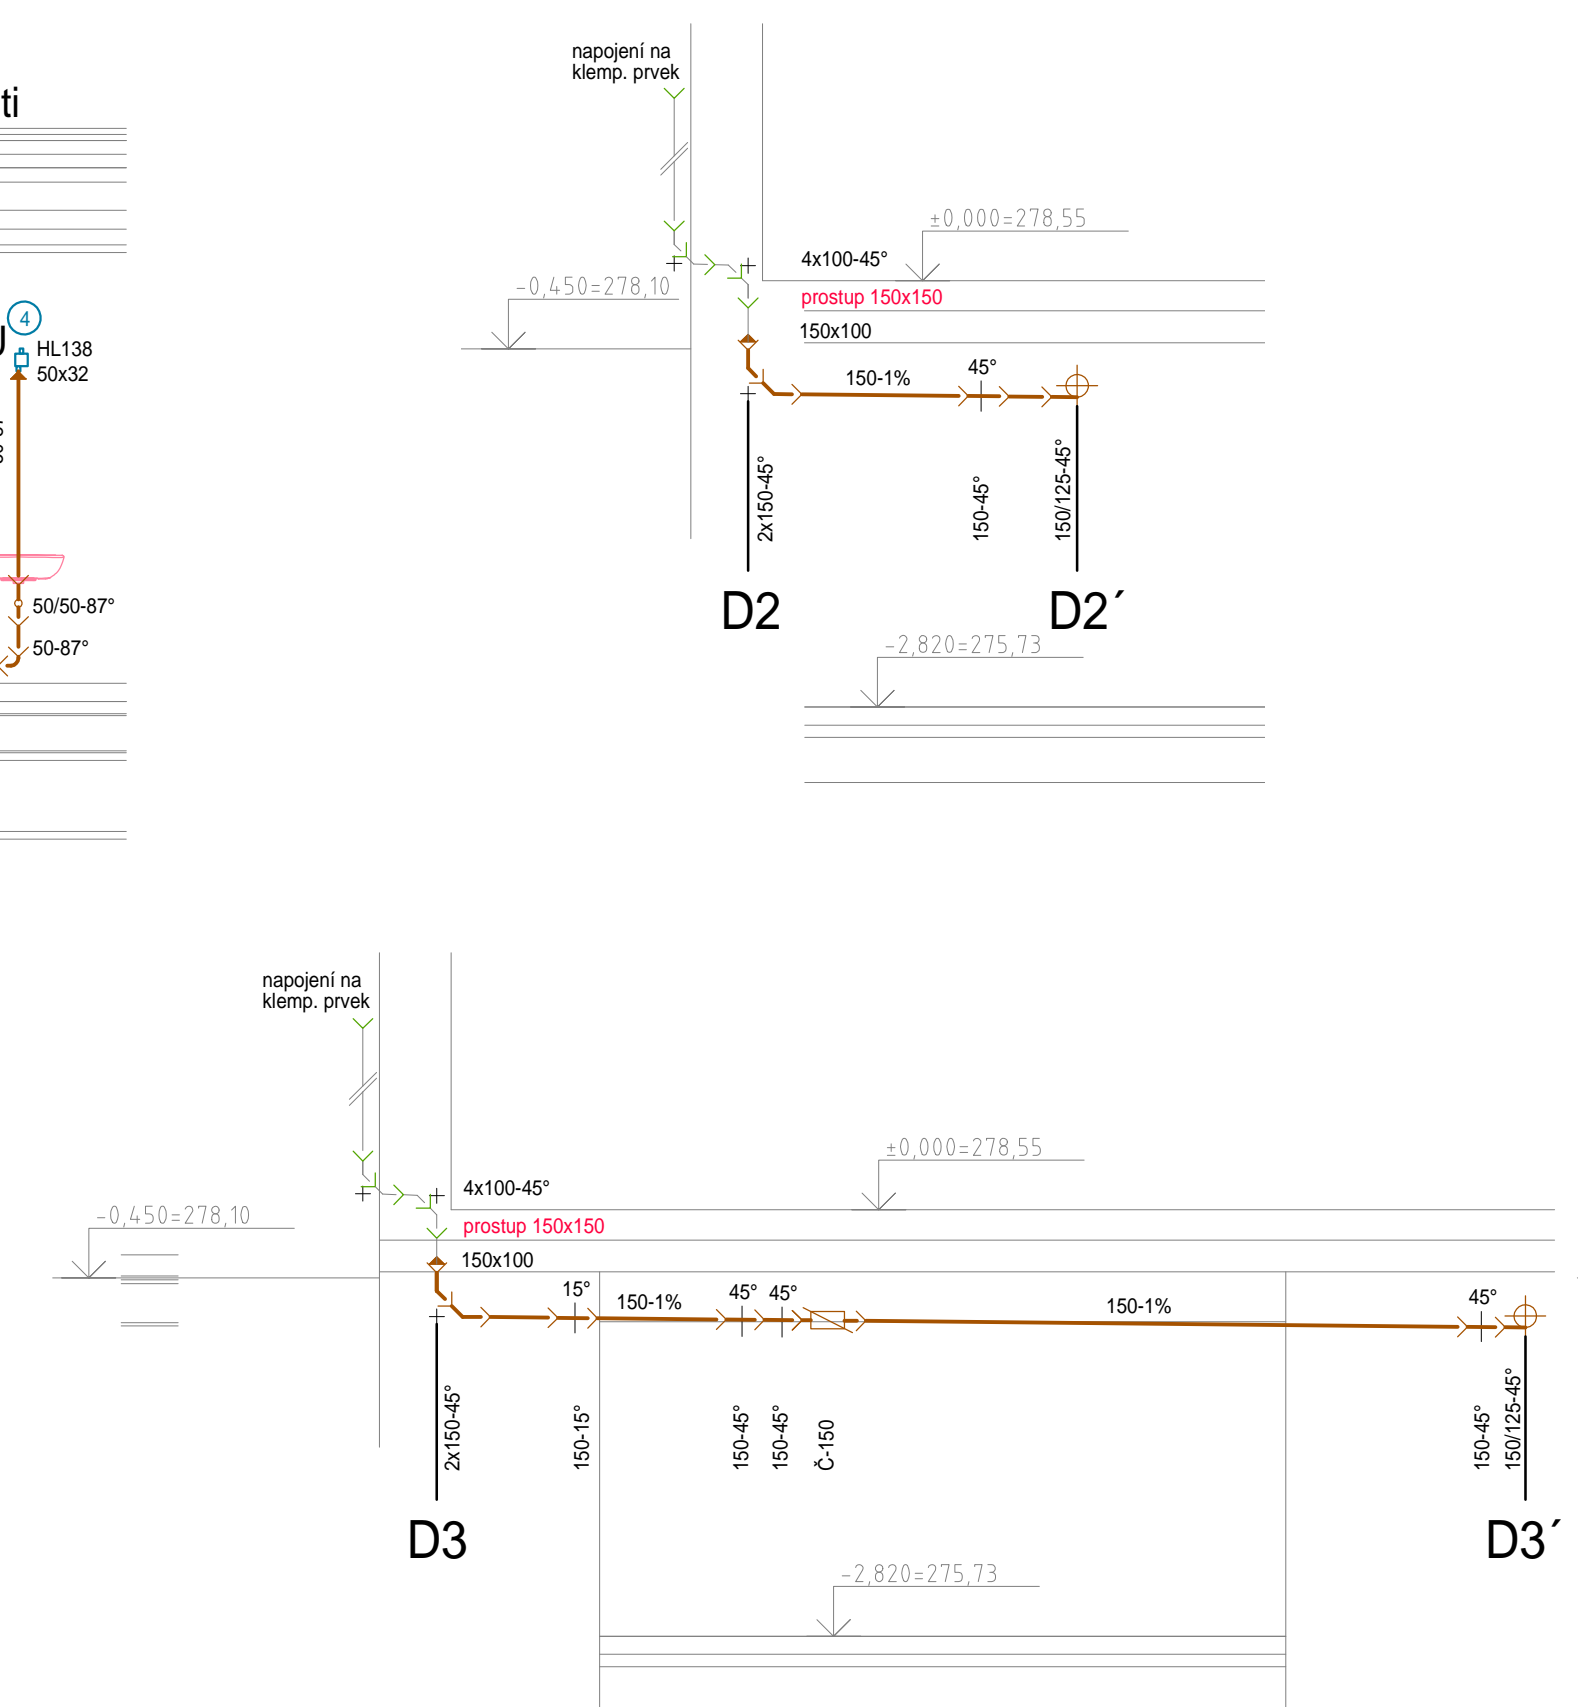 ti
4
HL138
50x32
50/50-87°
50-87°
napojení na
klemp. prvek
±0,000=278,55
4x100-45°
-0,450=278,10
prostup 150x150
150x100
150-1%
45°
2x150-45°
150-45°
150/125-45°
D2
D2´
-2,820=275,73
napojení na
klemp. prvek
±0,000=278,55
4x100-45°
-0,450=278,10
prostup 150x150
150x100
15°
150-1%
45°
45°
150-1%
45°
2x150-45°
150-15°
150-45°
150-45°
Č-150
150-45°
150/125-45°
D3
D3´
-2,820=275,73